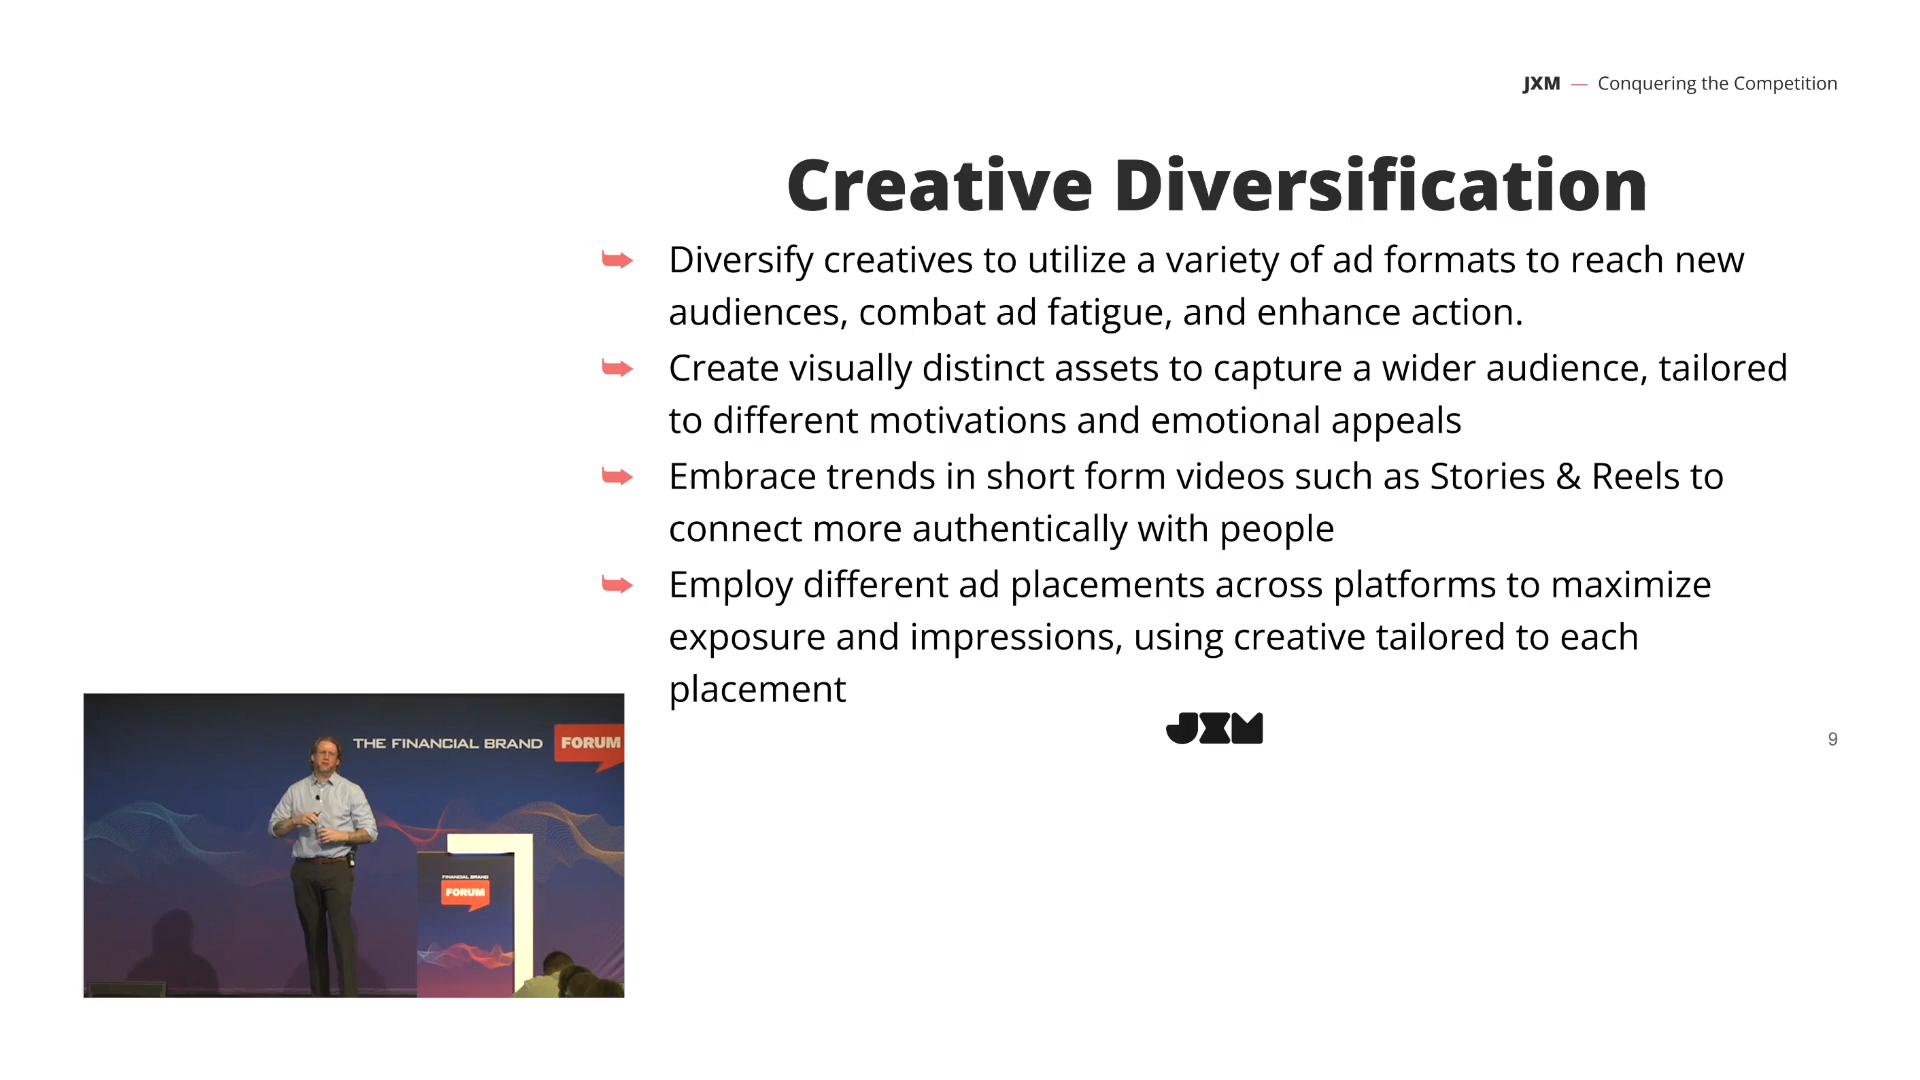 JXM — Conquering the Competition
Creative Diversification
Diversify creatives to utilize a variety of ad formats to reach new
audiences, combat ad fatigue, and enhance action.
Create visually distinct assets to capture a wider audience, tailored
to different motivations and emotional appeals
Embrace trends in short form videos such as Stories & Reels to
connect more authentically with people
Employ different ad placements across platforms to maximize
exposure and impressions, using creative tailored to each
placement
JXM
9
THE FINANCIAL BRAND FORUM
FINANCIAL BRAND
FORUM